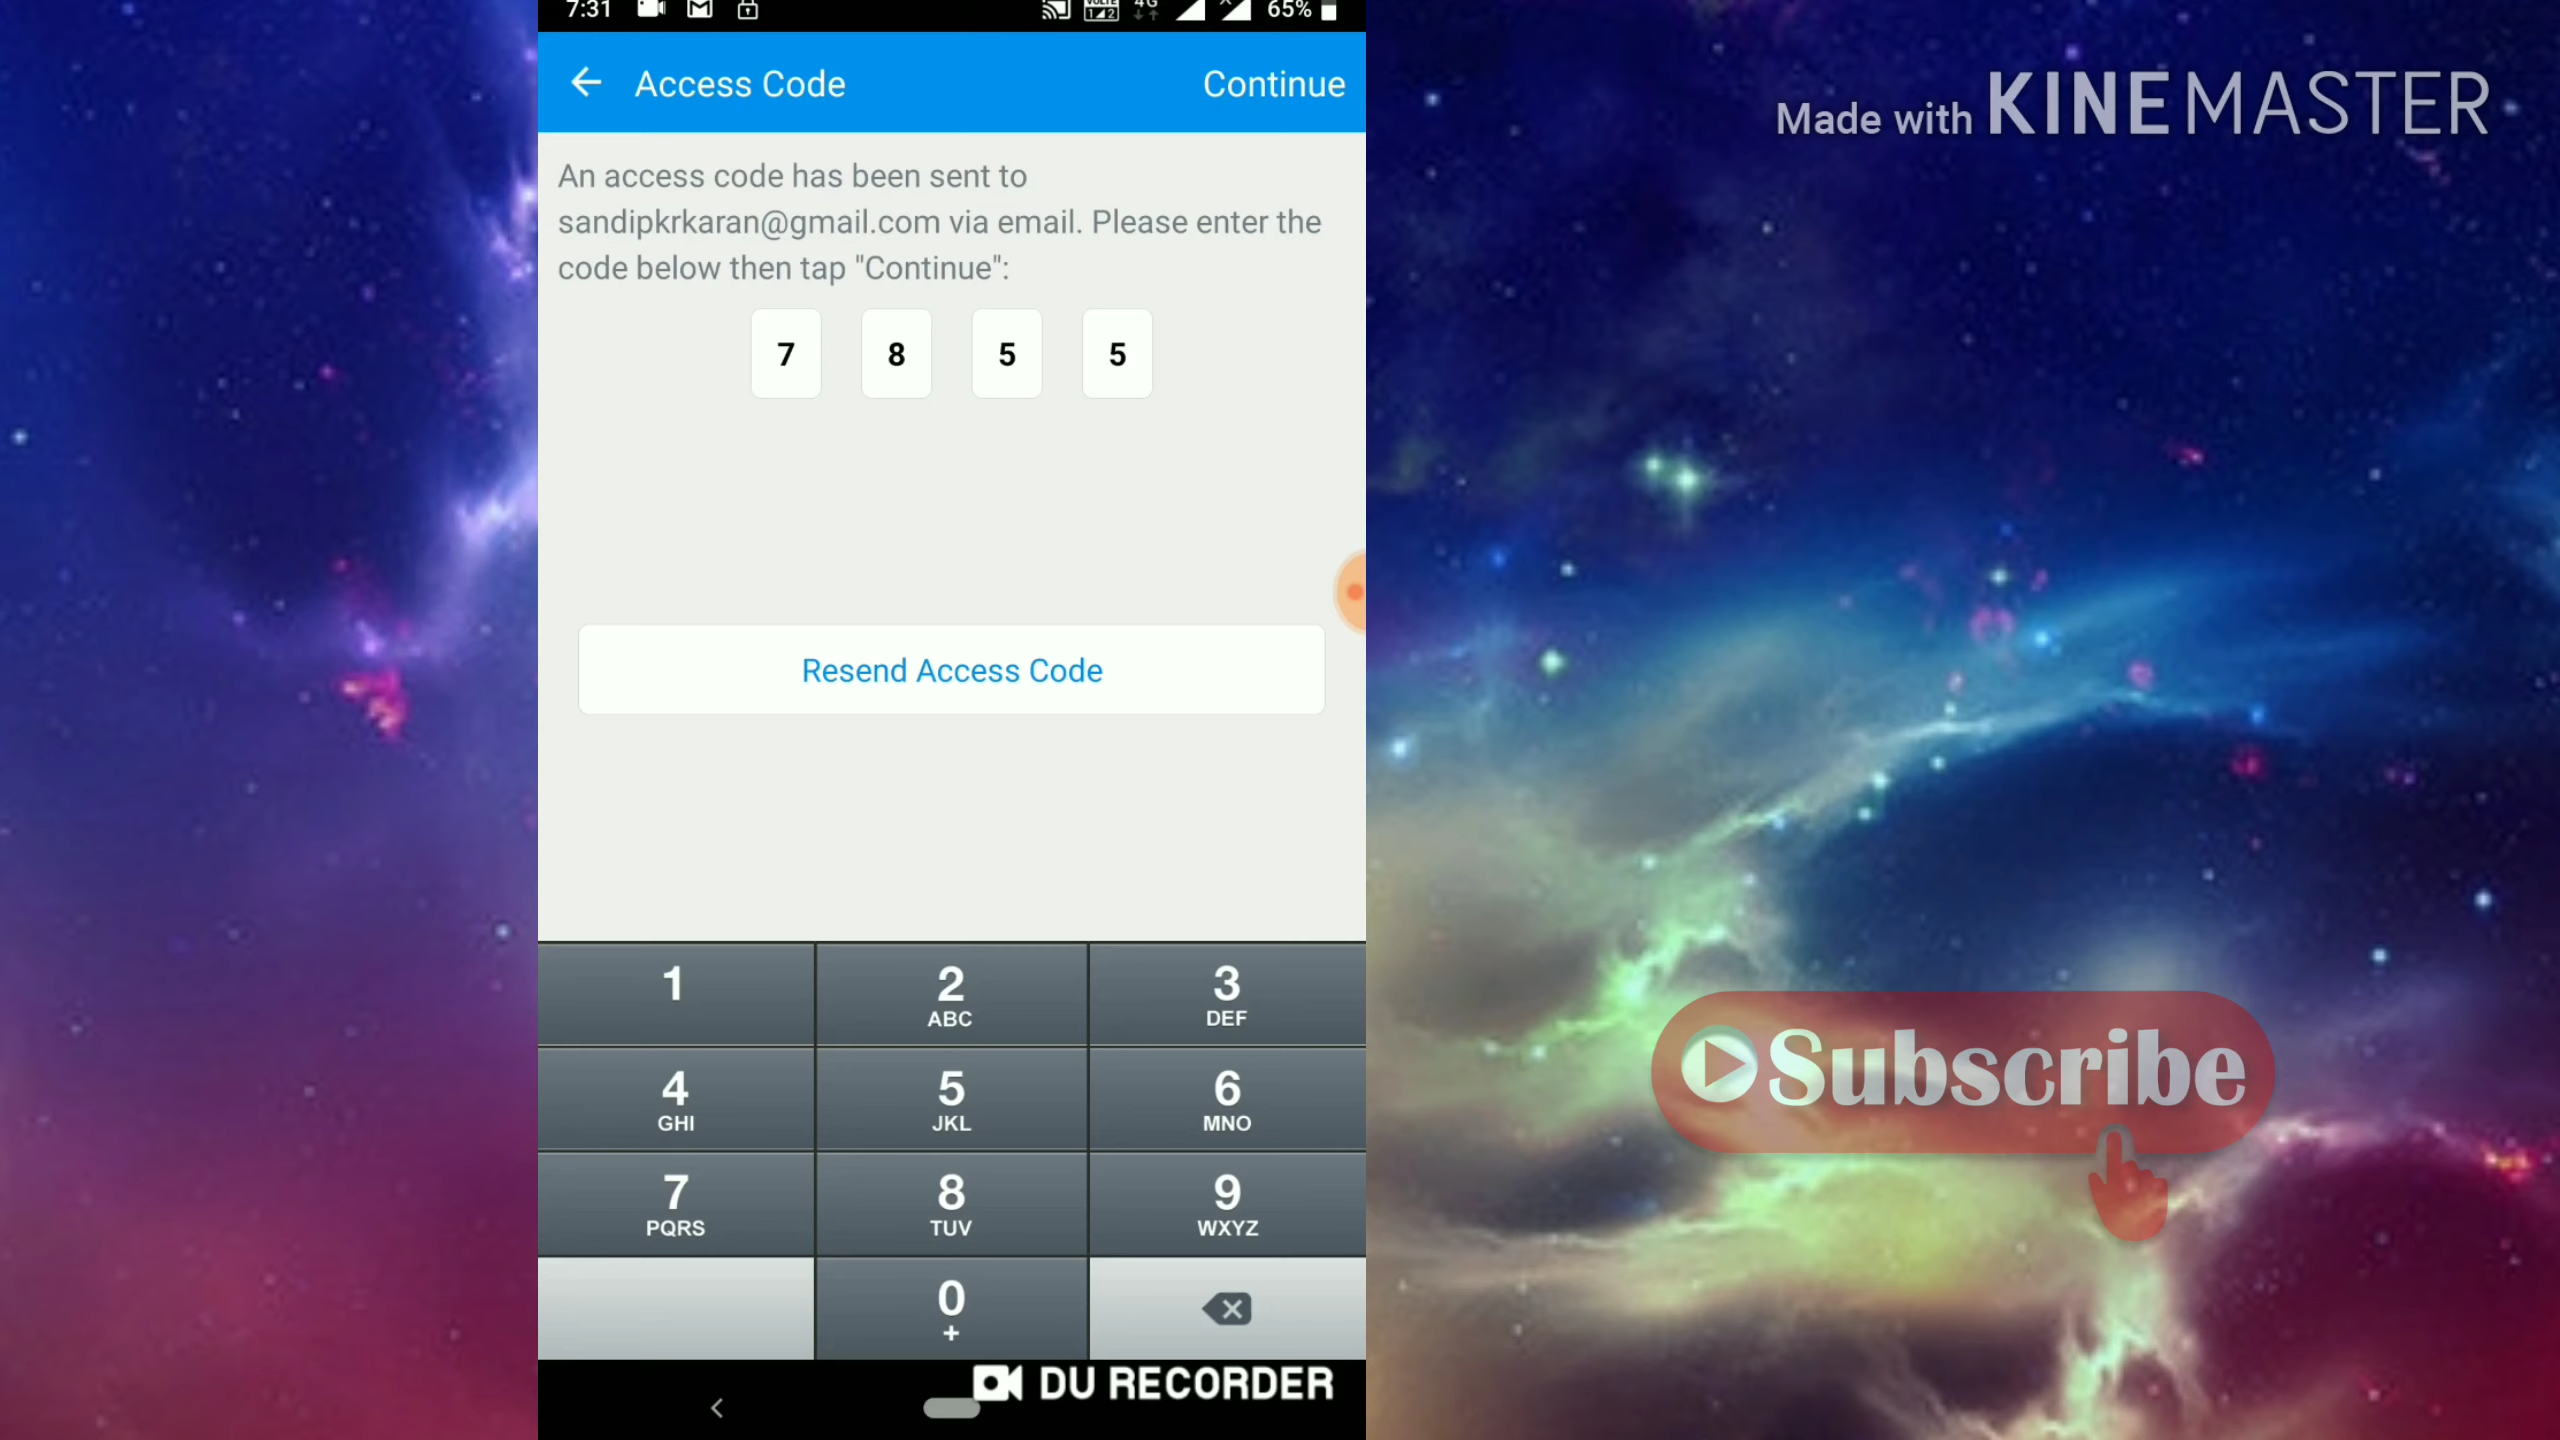 7:31
4G
65%
Access Code
Continue
An access code has been sent to
sandipkrkaran@gmail.com via email. Please enter the
code below then tap "Continue":
7 8 5 5
Resend Access Code
1
2
ABC
3
DEF
4
GHI
5
JKL
6
MNO
7
PQRS
8
TUV
9
WXYZ
0
+
DU RECORDER
Made with KINEMASTER
Subscribe